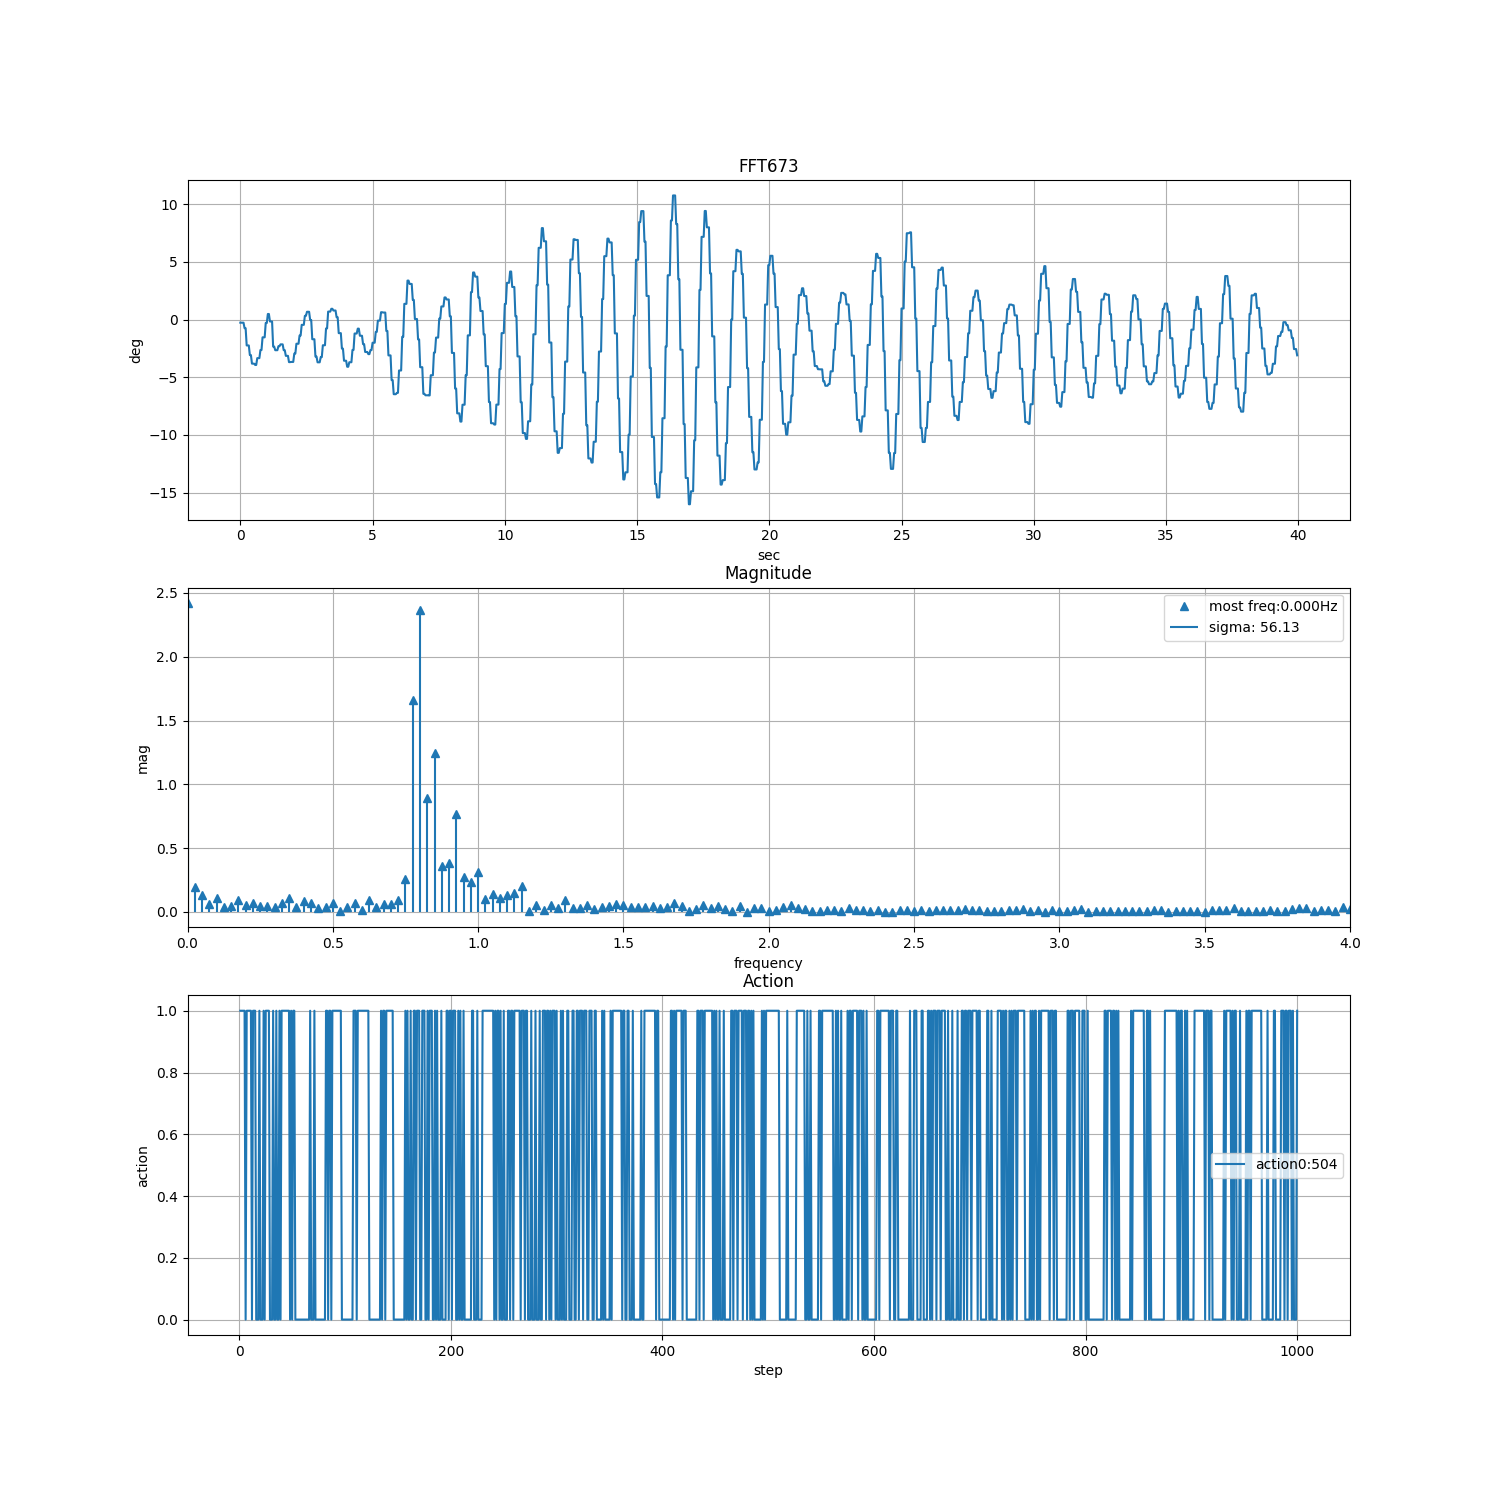 FFT673
10
5
0
−5
−10
−15
deg
0 5 10 15 20 25 30 35 40
sec
Magnitude
2.5
2.0
1.5
1.0
0.5
0.0
mag
most freq:0.000Hz
sigma: 56.13
0.0 0.5 1.0 1.5 2.0 2.5 3.0 3.5 4.0
frequency
Action
1.0
0.8
0.6
0.4
0.2
0.0
action
action0:504
0 200 400 600 800 1000
step